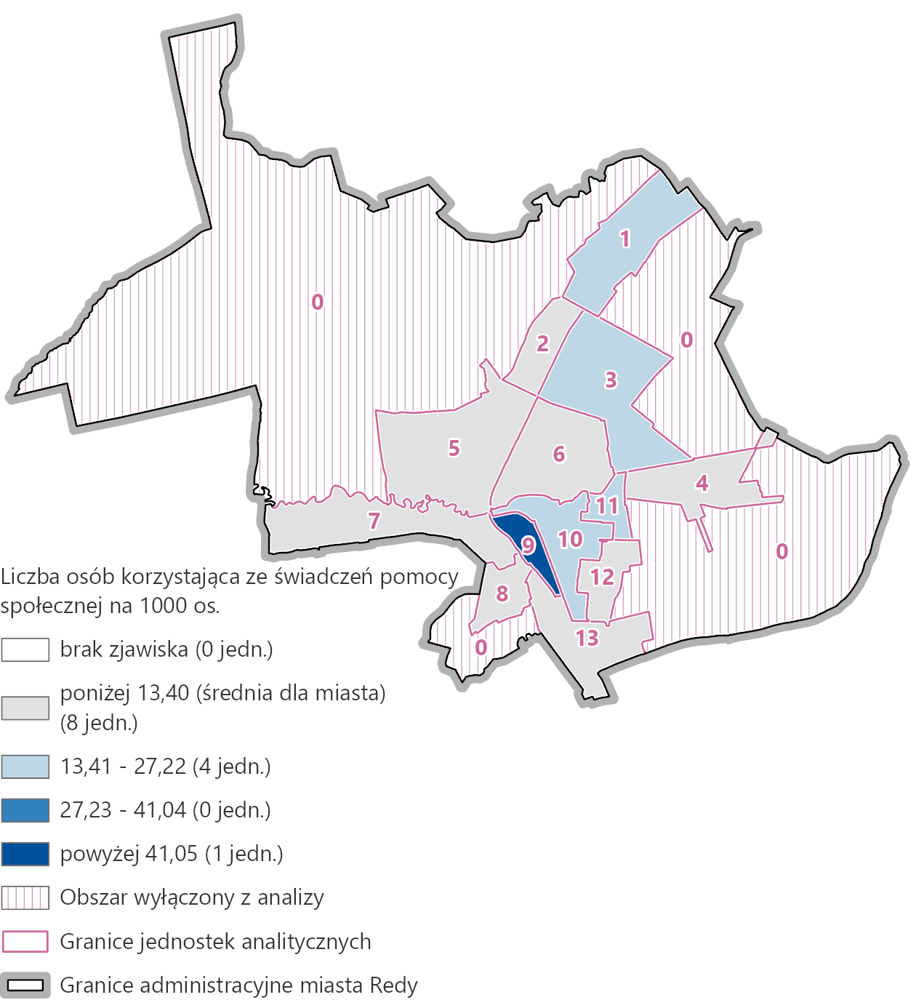 1
0
2
0
3
5
6
4
11
7
10
9
0
12
8
13
0
Liczba osób korzystająca ze świadczeń pomocy
społecznej na 1000 os.
brak zjawiska (0 jedn.)
poniżej 13,40 (średnia dla miasta)
(8 jedn.)
13,41 - 27,22 (4 jedn.)
27,23 - 41,04 (0 jedn.)
powyżej 41,05 (1 jedn.)
Obszar wyłączony z analizy
Granice jednostek analitycznych
Granice administracyjne miasta Redy